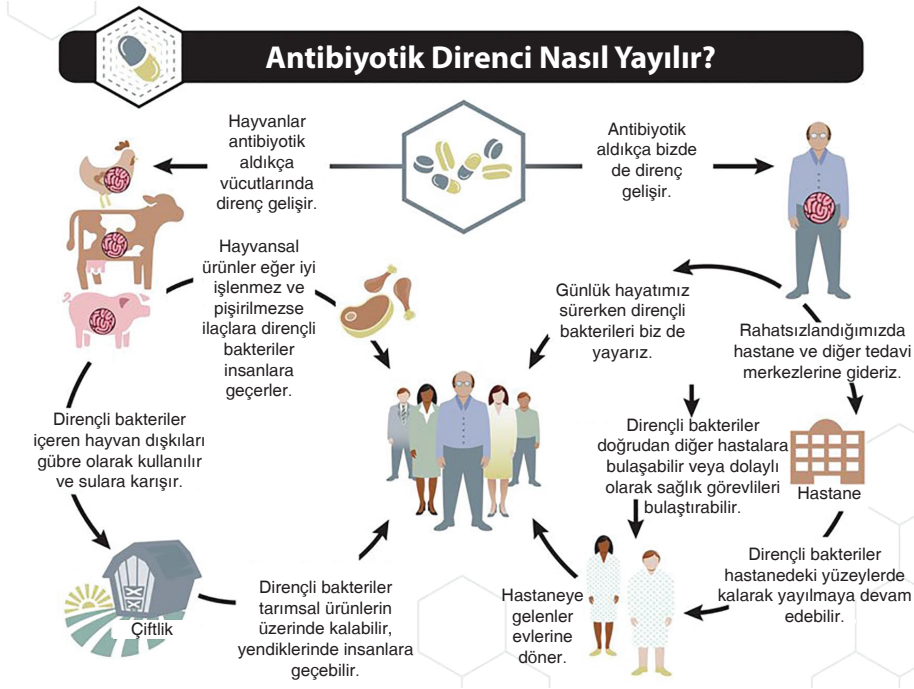 Antibiyotik Direnci Nasıl Yayılır?
Hayvanlar
antibiyotik
aldıkça
vücutlarında
direnç gelişir.
Antibiyotik
aldıkça bizde
de direnç
gelişir.
Hayvansal
ürünler eğer iyi
işlenmez ve
pişirilmezse
ilaçlara dirençli
bakteriler
insanlara
geçerler.
Günlük hayatımız
sürerken dirençli
bakterileri biz de
yayarız.
Rahatsızlandığımızda
hastane ve diğer tedavi
merkezlerine gideriz.
Dirençli bakteriler
içeren hayvan dışkıları
gübre olarak kullanılır
ve sulara karışır.
Dirençli bakteriler
doğrudan diğer hastalara
bulaşabilir veya dolaylı
olarak sağlık görevlileri
bulaştırabilir.
Hastane
Çiftlik
Dirençli bakteriler
tarımsal ürünlerin
üzerinde kalabilir,
yendiklerinde insanlara
geçebilir.
Hastaneye
gelenler
evlerine
döner.
Dirençli bakteriler
hastanedeki yüzeylerde
kalarak yayılmaya devam
edebilir.